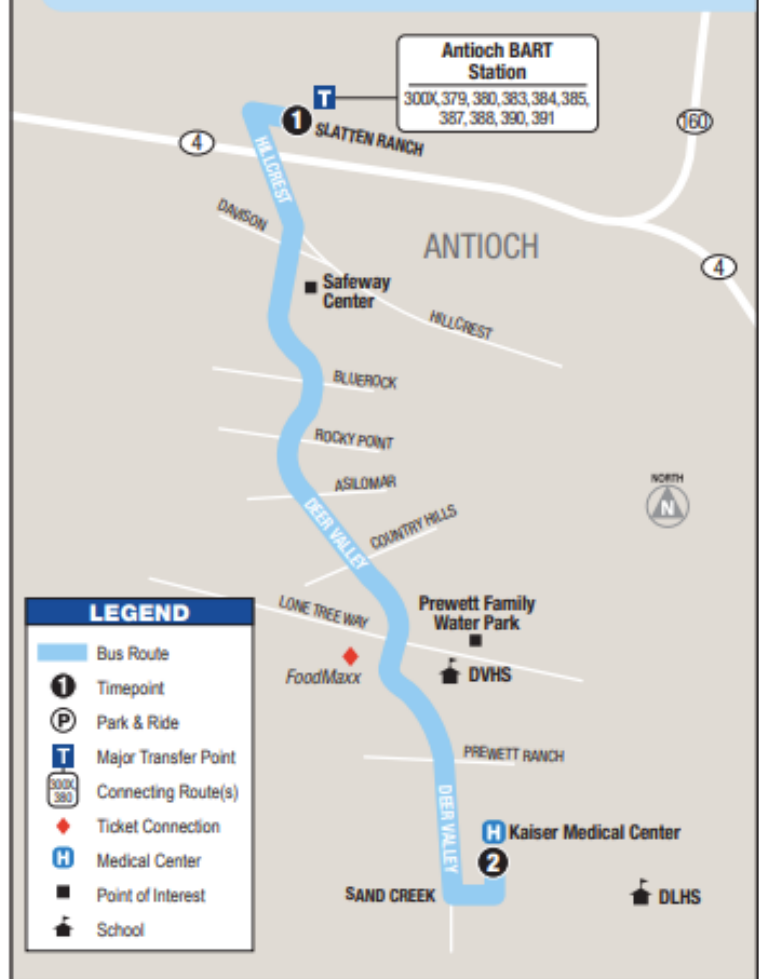 Antioch BART
Station
300X, 379, 380, 383, 384, 385,
387, 388, 390, 391
T
1
SLATTEN RANCH
160
4
HILLCREST
DAVISON
ANTIOCH
4
Safeway
Center
HILLCREST
BLUEROCK
ROCKY POINT
ASILOMAR
NORTH
N
DEER VALLEY
COUNTRY HILLS
LONE TREE WAY
Prewett Family
Water Park
FoodMaxx
DVHS
PREWETT RANCH
DEER VALLEY
H Kaiser Medical Center
2
SAND CREEK
DLHS
LEGEND
Bus Route
1 Timepoint
P Park & Ride
T Major Transfer Point
300X, 380 Connecting Route(s)
Ticket Connection
H Medical Center
Point of Interest
School